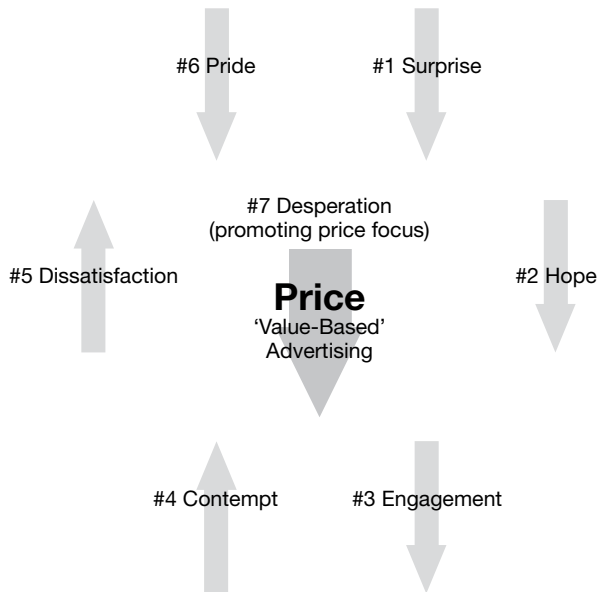 #6 Pride
#1 Surprise
#7 Desperation
(promoting price focus)
#5 Dissatisfaction
#2 Hope
Price
‘Value-Based’
Advertising
#4 Contempt
#3 Engagement